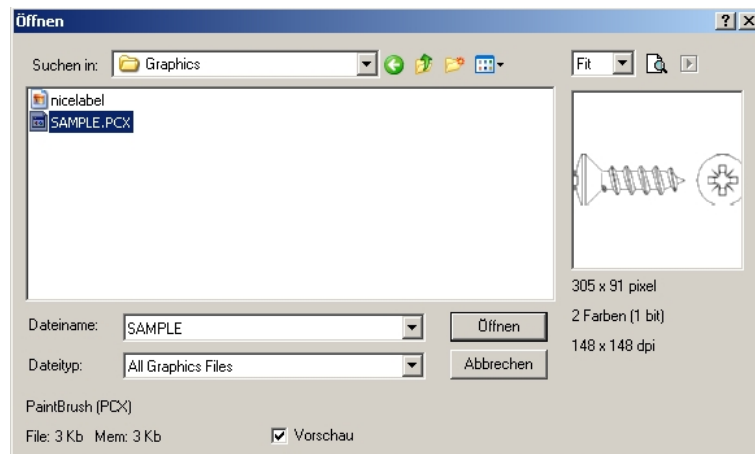 Öffnen
Suchen in: Graphics Fit
nicelabel
SAMPLE.PCX
305 x 91 pixel
Dateiname: SAMPLE Öffnen 2 Farben (1 bit)
148 x 148 dpi
Dateityp: All Graphics Files Abbrechen
PaintBrush (PCX)
File: 3 Kb Mem: 3 Kb Vorschau